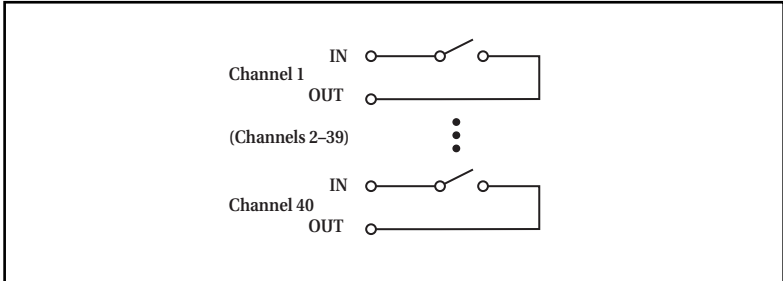 IN
Channel 1
OUT
(Channels 2–39)
IN
Channel 40
OUT